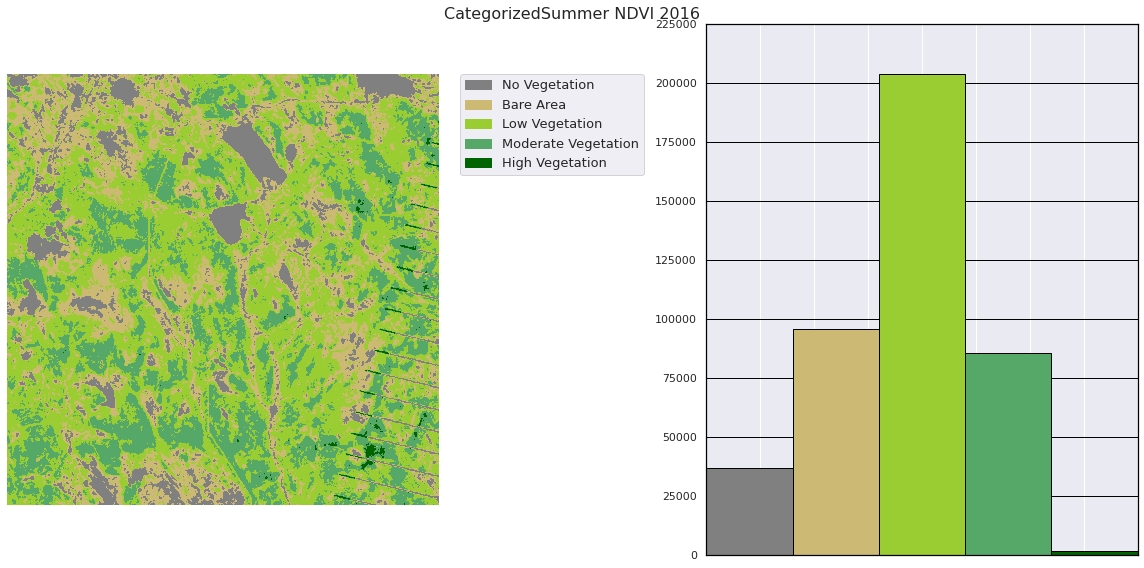 CategorizedSummer NDVI 2016
No Vegetation
Bare Area
Low Vegetation
Moderate Vegetation
High Vegetation
225000
200000
175000
150000
125000
100000
75000
50000
25000
0